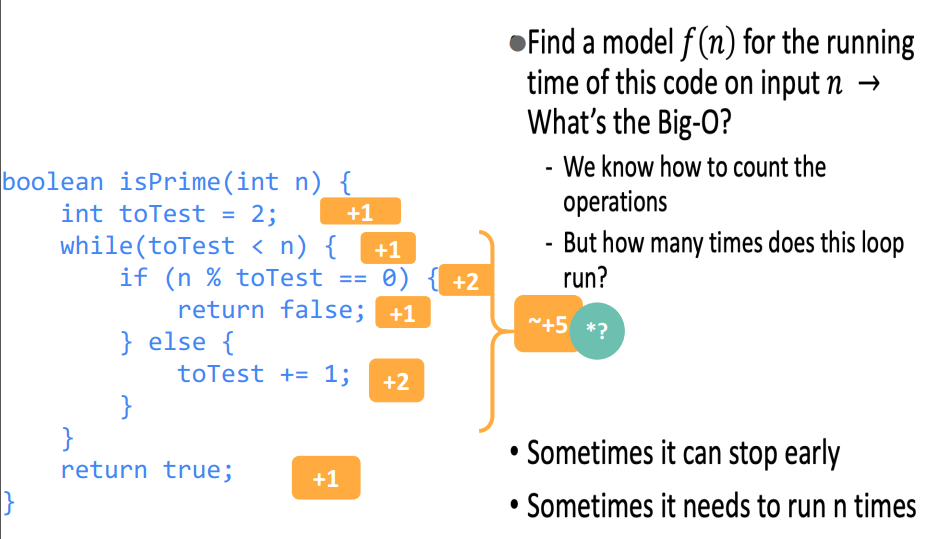 •Find a model f(n) for the running
time of this code on input n →
What's the Big-O?
- We know how to count the
operations
- But how many times does this loop
run?
boolean isPrime(int n) {
int toTest = 2; +1
while(toTest < n) { +1
if (n % toTest == 0) { +2
return false; +1
} else {
toTest += 1; +2
}
}
return true; +1
}
~+5 *?
• Sometimes it can stop early
• Sometimes it needs to run n times